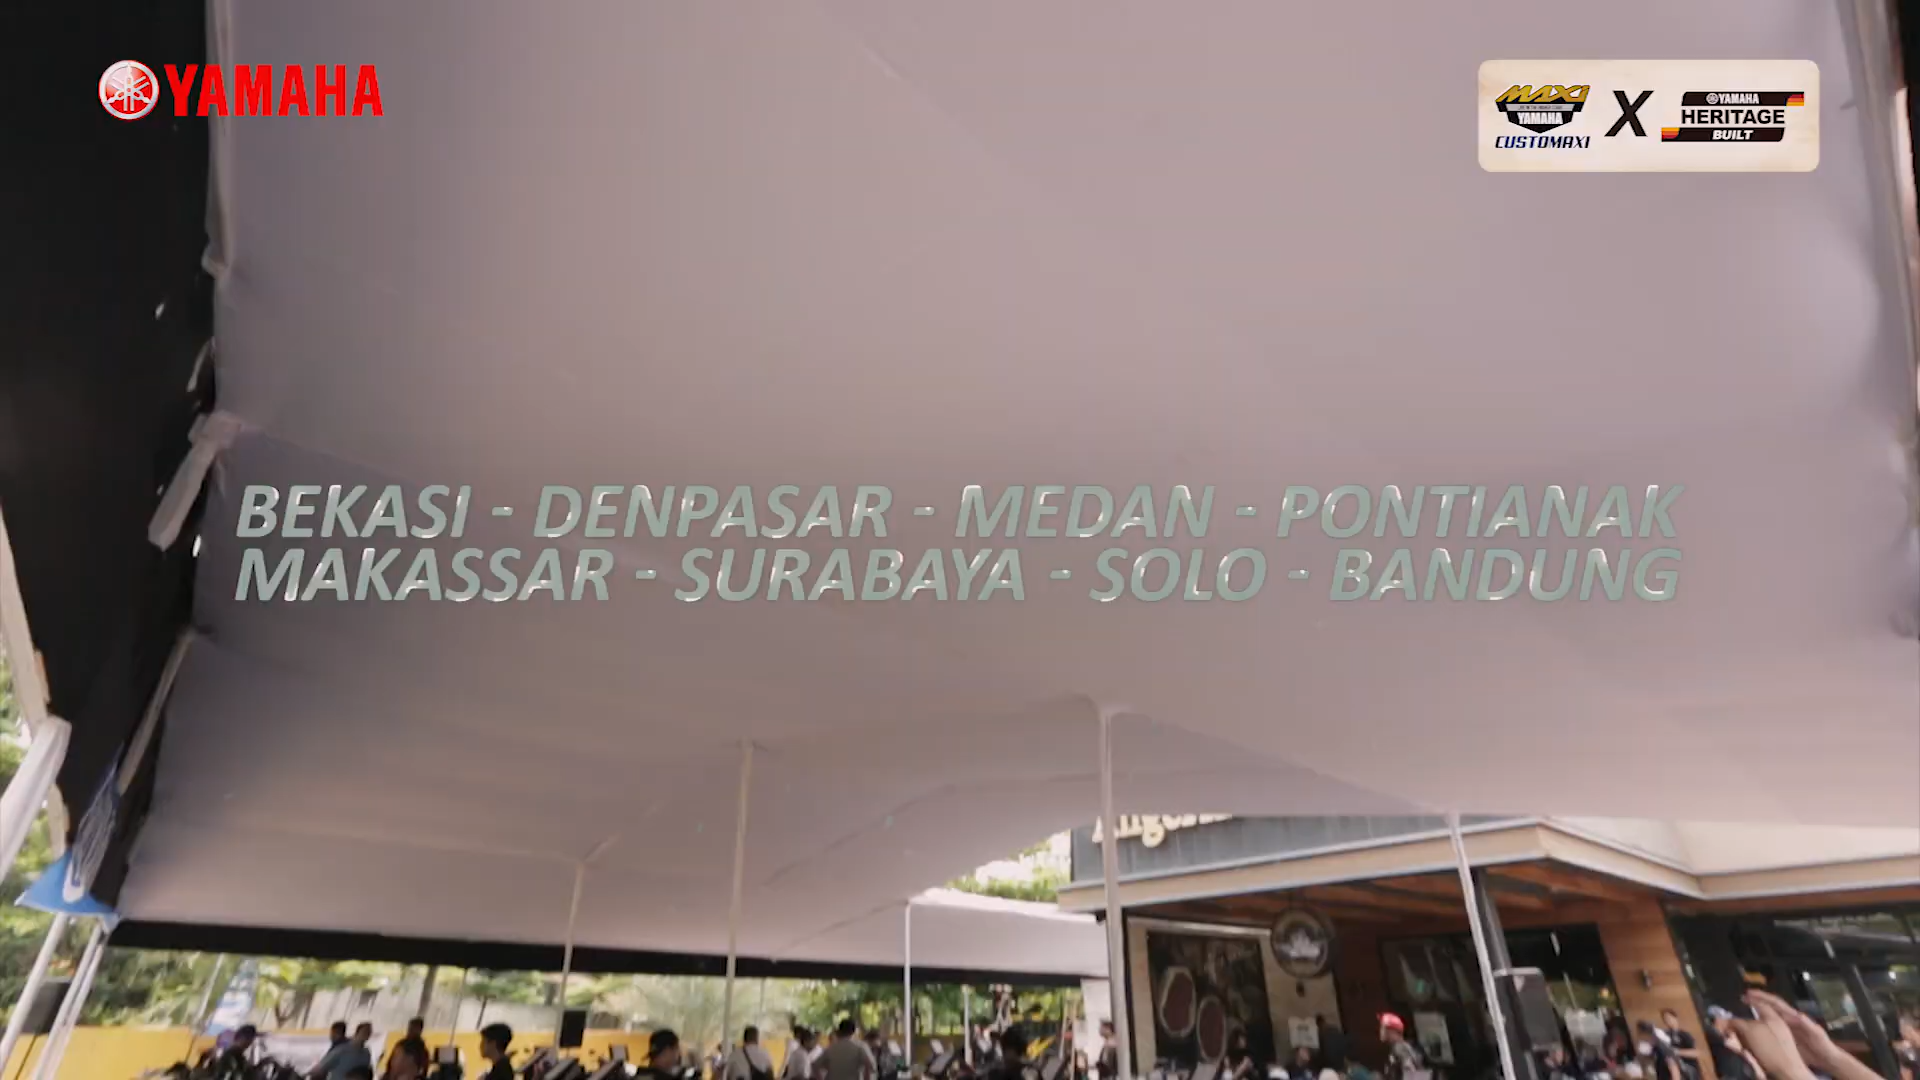 YAMAHA
MAXI
YAMAHA
CUSTOMAXI
X
YAMAHA
HERITAGE
BUILT
BEKASI - DENPASAR - MEDAN - PONTIANAK
MAKASSAR - SURABAYA - SOLO - BANDUNG